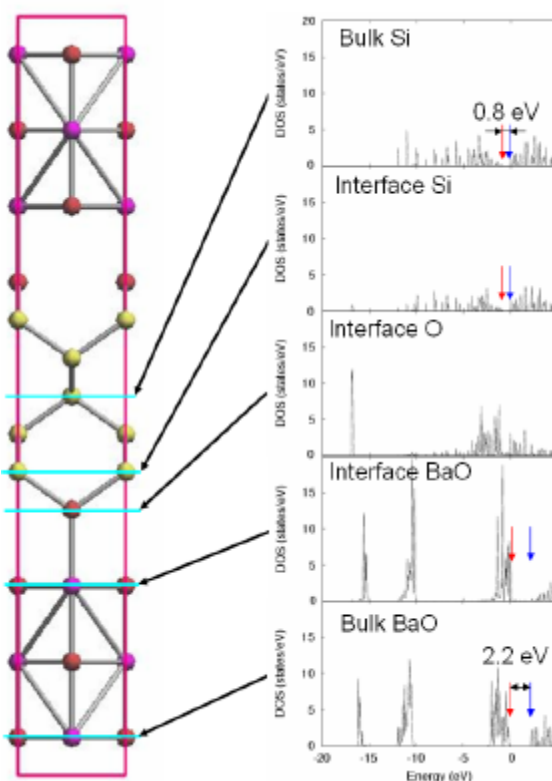 Bulk Si
0.8 eV
DOS (states/eV)
20
15
10
5
0
Interface Si
DOS (states/eV)
15
10
5
0
Interface O
DOS (states/eV)
15
10
5
0
Interface BaO
DOS (states/eV)
15
10
5
0
Bulk BaO
2.2 eV
DOS (states/eV)
15
10
5
0
-20 -15 -10 -5 0
Energy (eV)